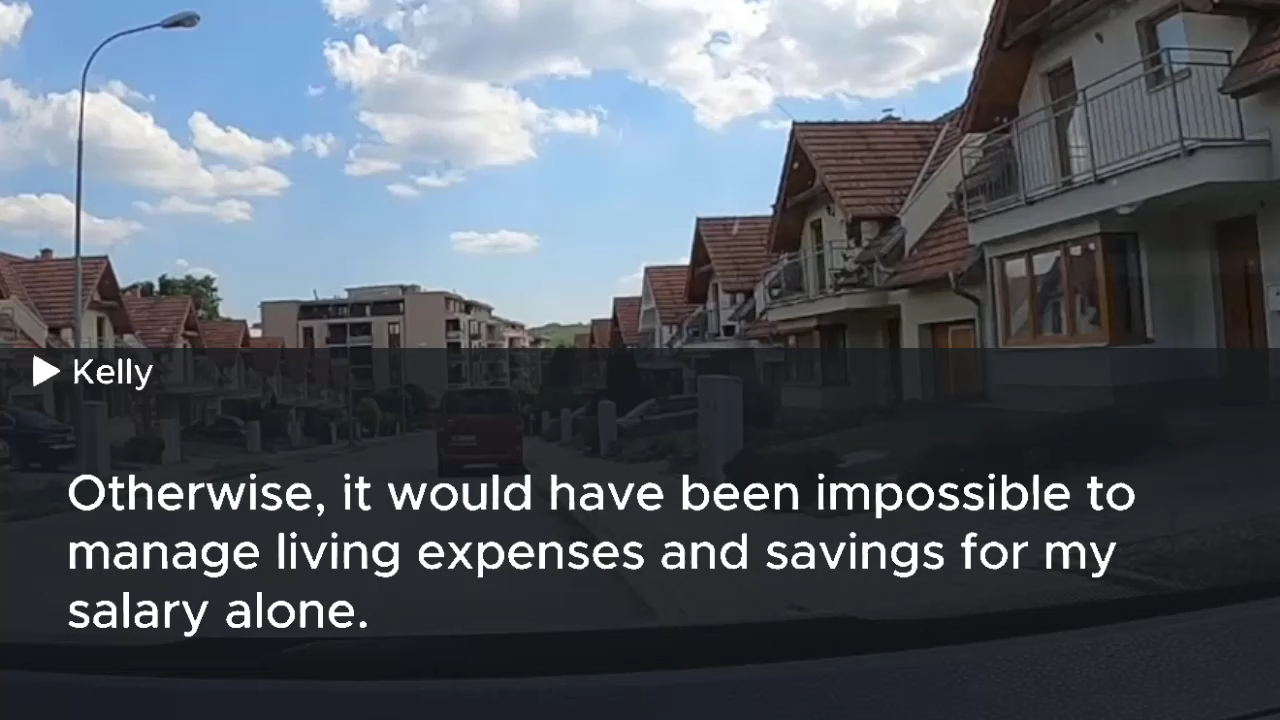 Kelly
Otherwise, it would have been impossible to
manage living expenses and savings for my
salary alone.